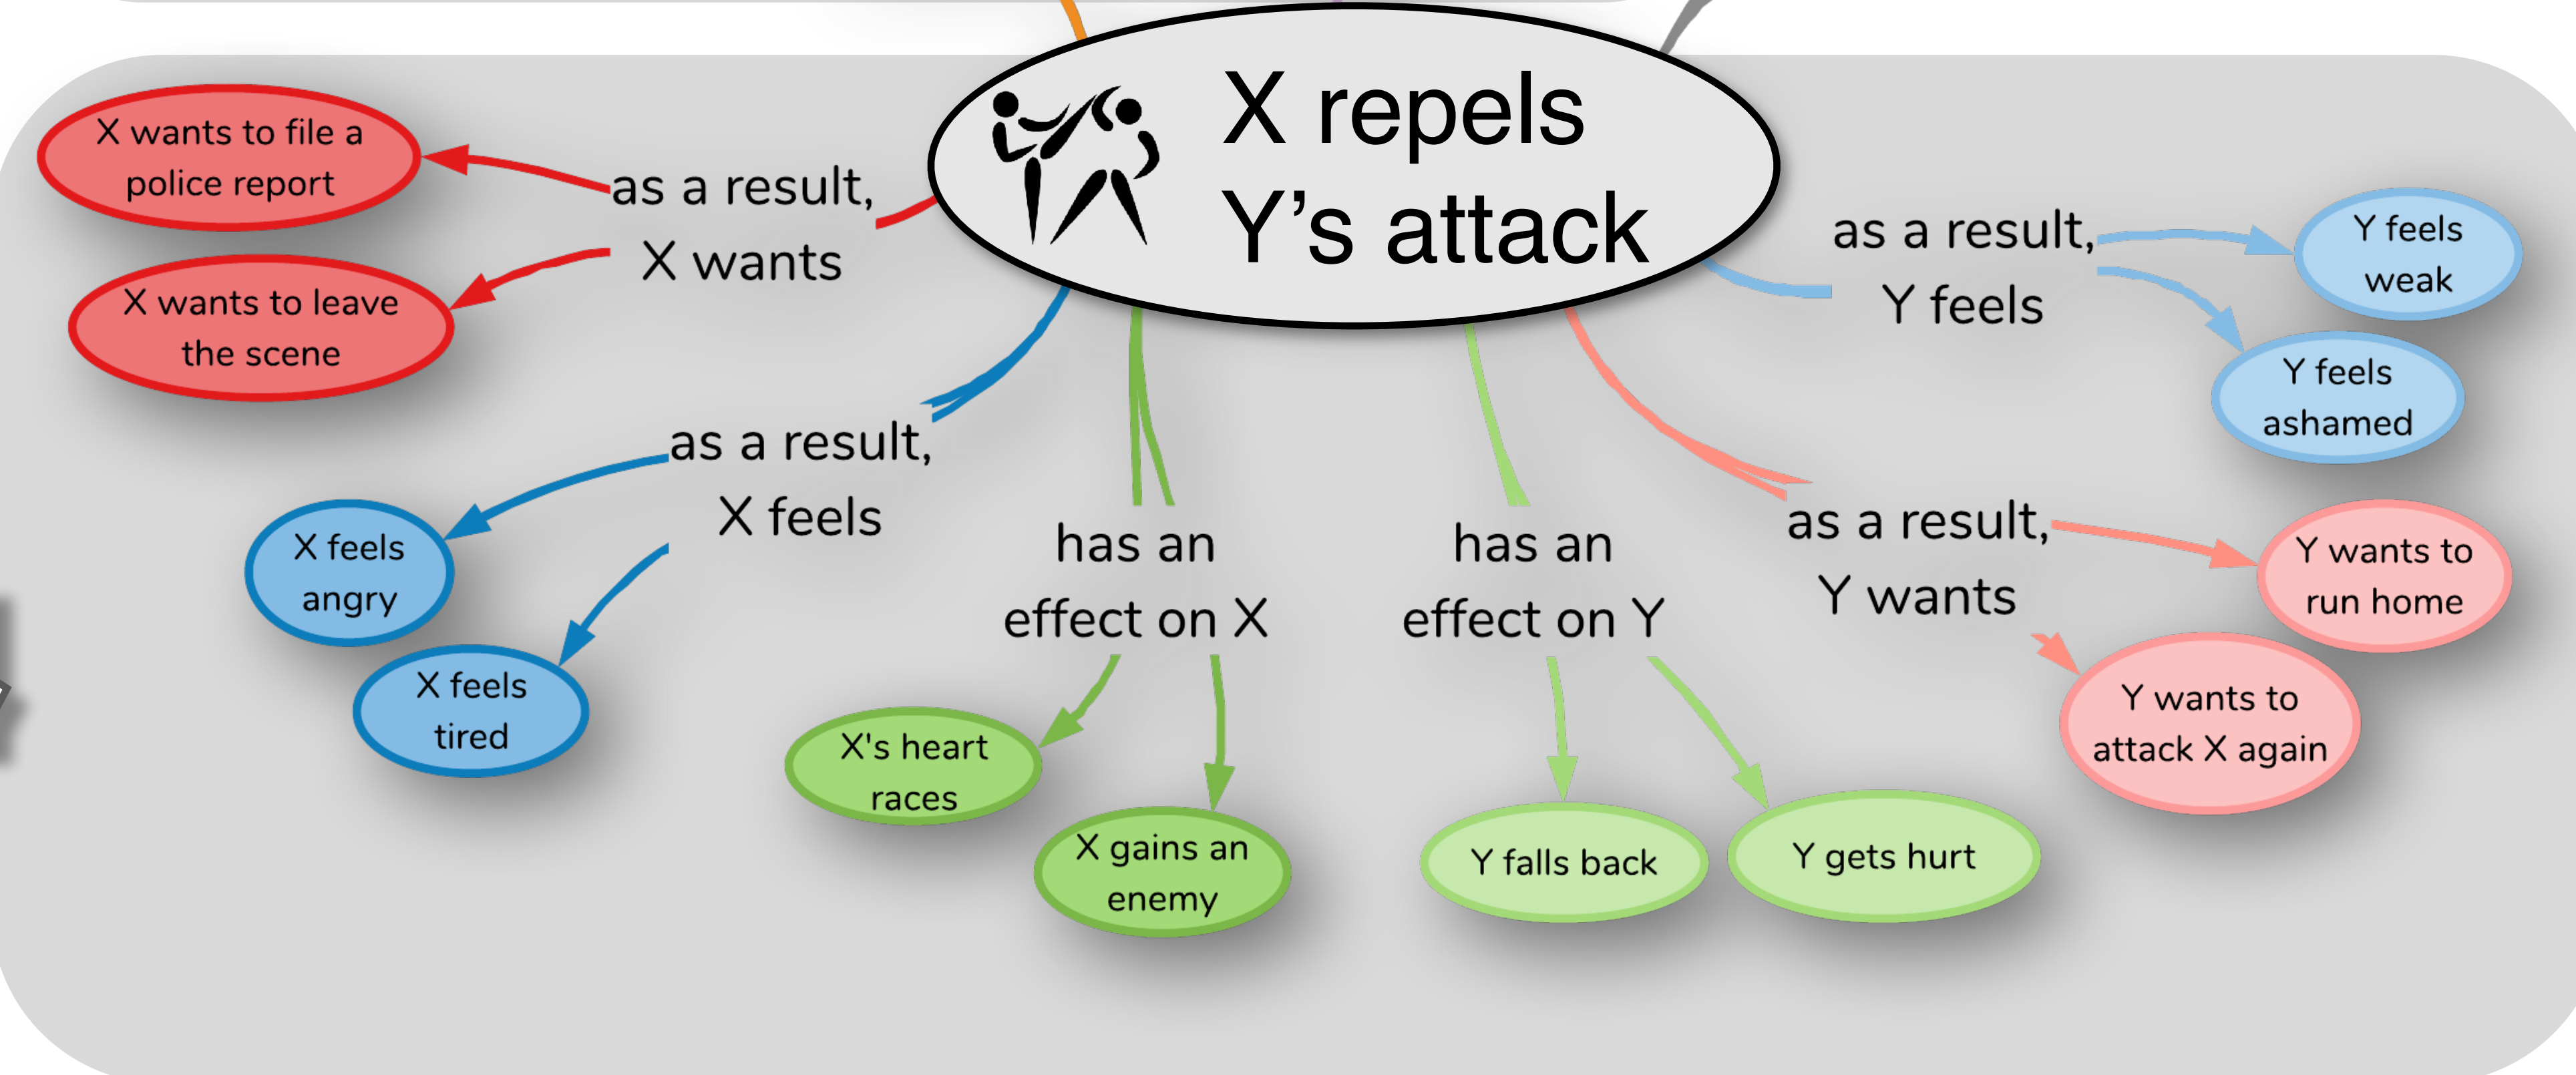 X repels
Y's attack
X wants to file a
police report
as a result,
X wants
X wants to leave
the scene
as a result,
X feels
X feels
angry
X feels
tired
has an
effect on X
X's heart
races
X gains an
enemy
has an
effect on Y
Y falls back
Y gets hurt
as a result,
Y feels
Y feels
weak
Y feels
ashamed
as a result,
Y wants
Y wants to
run home
Y wants to
attack X again